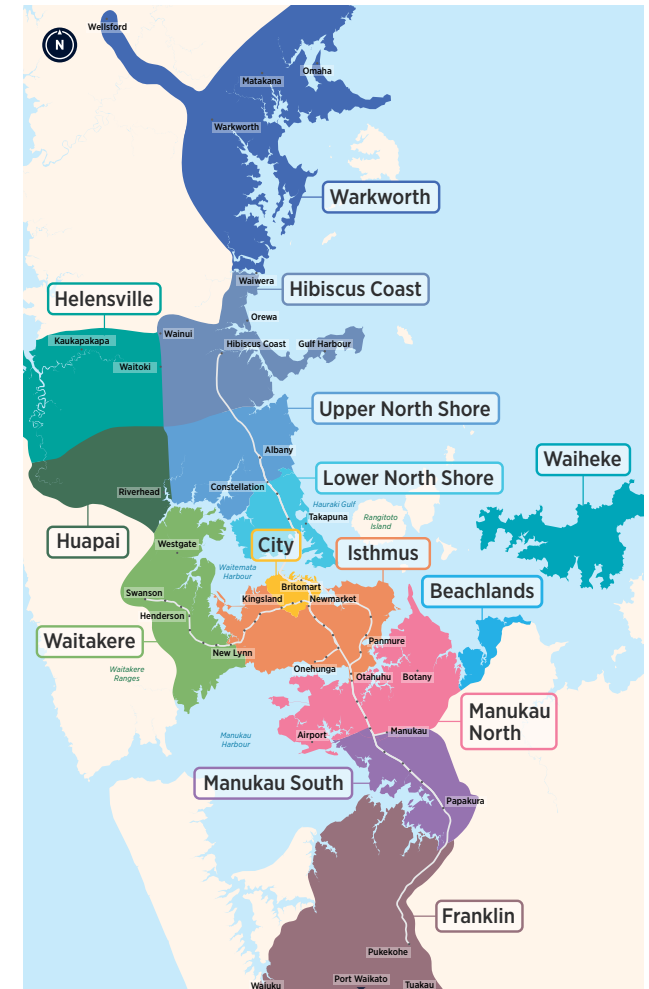 Wellsford
N
Omaha
Matakana
Warkworth
Warkworth
Waiwera
Hibiscus Coast
Helensville
Orewa
Wainui
Kaukapakapa
Hibiscus Coast
Gulf Harbour
Waitoki
Upper North Shore
Albany
Waiheke
Lower North Shore
Constellation
Riverhead
Hauraki Gulf
Takapuna
Rangitoto
Island
Huapai
City
Isthmus
Westgate
Waitemata
Harbour
Britomart
Beachlands
Swanson
Kingsland
Newmarket
Henderson
Waitakere
Panmure
New Lynn
Onehunga
Waitakere
Ranges
Otahuhu
Botany
Manukau
North
Airport
Manukau
Manukau
Harbour
Manukau South
Papakura
Franklin
Pukekohe
Port Waikato
Waiuku
Tuakau